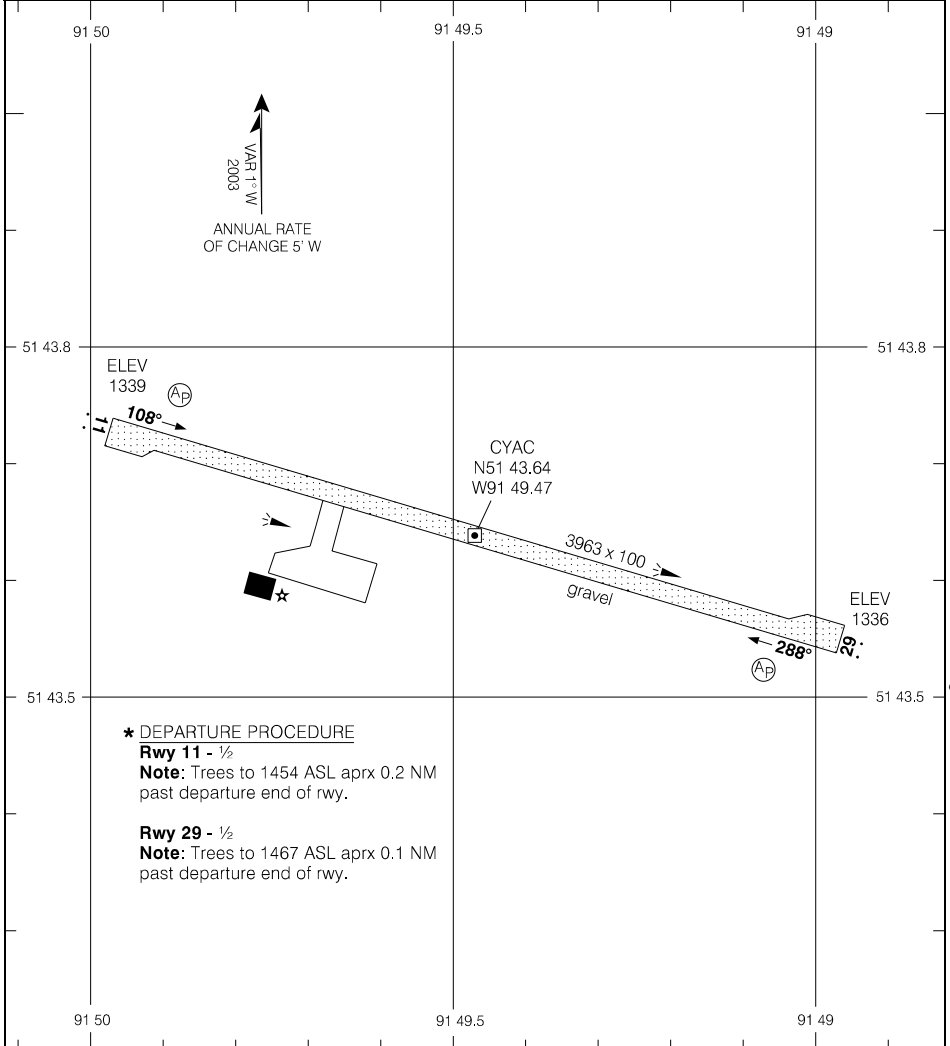 91 50
91 49.5
91 49
VAR 1° W
2003
ANNUAL RATE
OF CHANGE 5' W
51 43.8
51 43.8
ELEV
1339
AP
108°
11
CYAC
N51 43.64
W91 49.47
3963 x 100
gravel
ELEV
1336
29
288°
AP
51 43.5
51 43.5
* DEPARTURE PROCEDURE
Rwy 11 - ½
Note: Trees to 1454 ASL aprx 0.2 NM
past departure end of rwy.
Rwy 29 - ½
Note: Trees to 1467 ASL aprx 0.1 NM
past departure end of rwy.
91 50
91 49.5
91 49